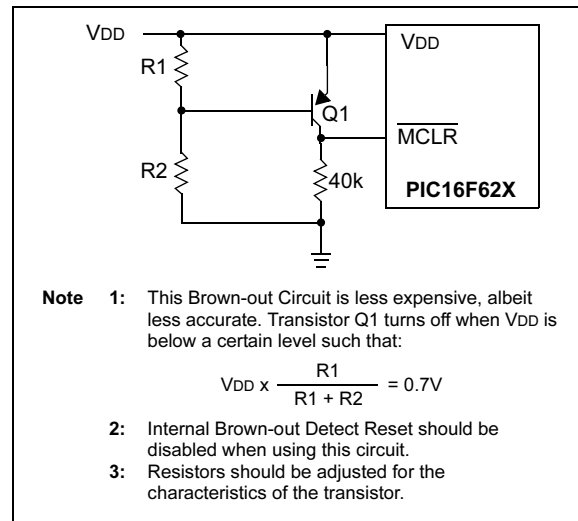 VDD
VDD
R1
Q1
MCLR
R2
40k
PIC16F62X
Note 1: This Brown-out Circuit is less expensive, albeit
less accurate. Transistor Q1 turns off when VDD is
below a certain level such that:
VDD x R1
R1 + R2 = 0.7V
2: Internal Brown-out Detect Reset should be
disabled when using this circuit.
3: Resistors should be adjusted for the
characteristics of the transistor.